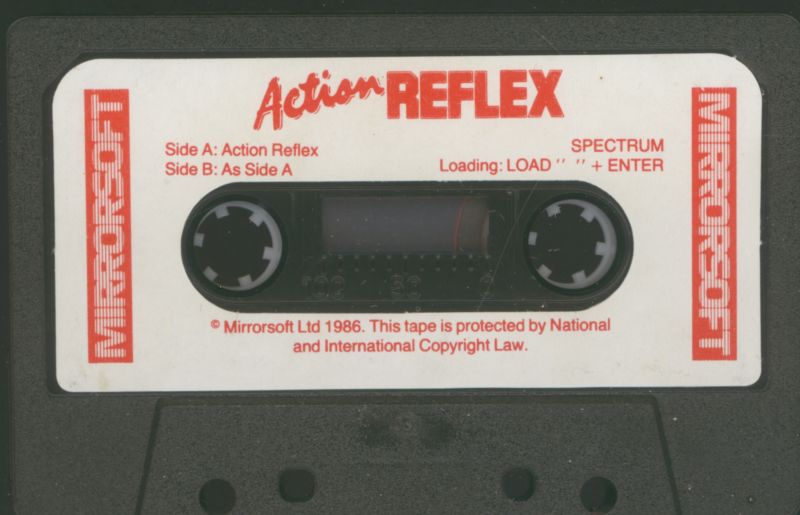 Action REFLEX
Side A: Action Reflex
Side B: As Side A
SPECTRUM
Loading: LOAD " " + ENTER
MIRRORSOFT
MIRRORSOFT
© Mirrorsoft Ltd 1986. This tape is protected by National
and International Copyright Law.